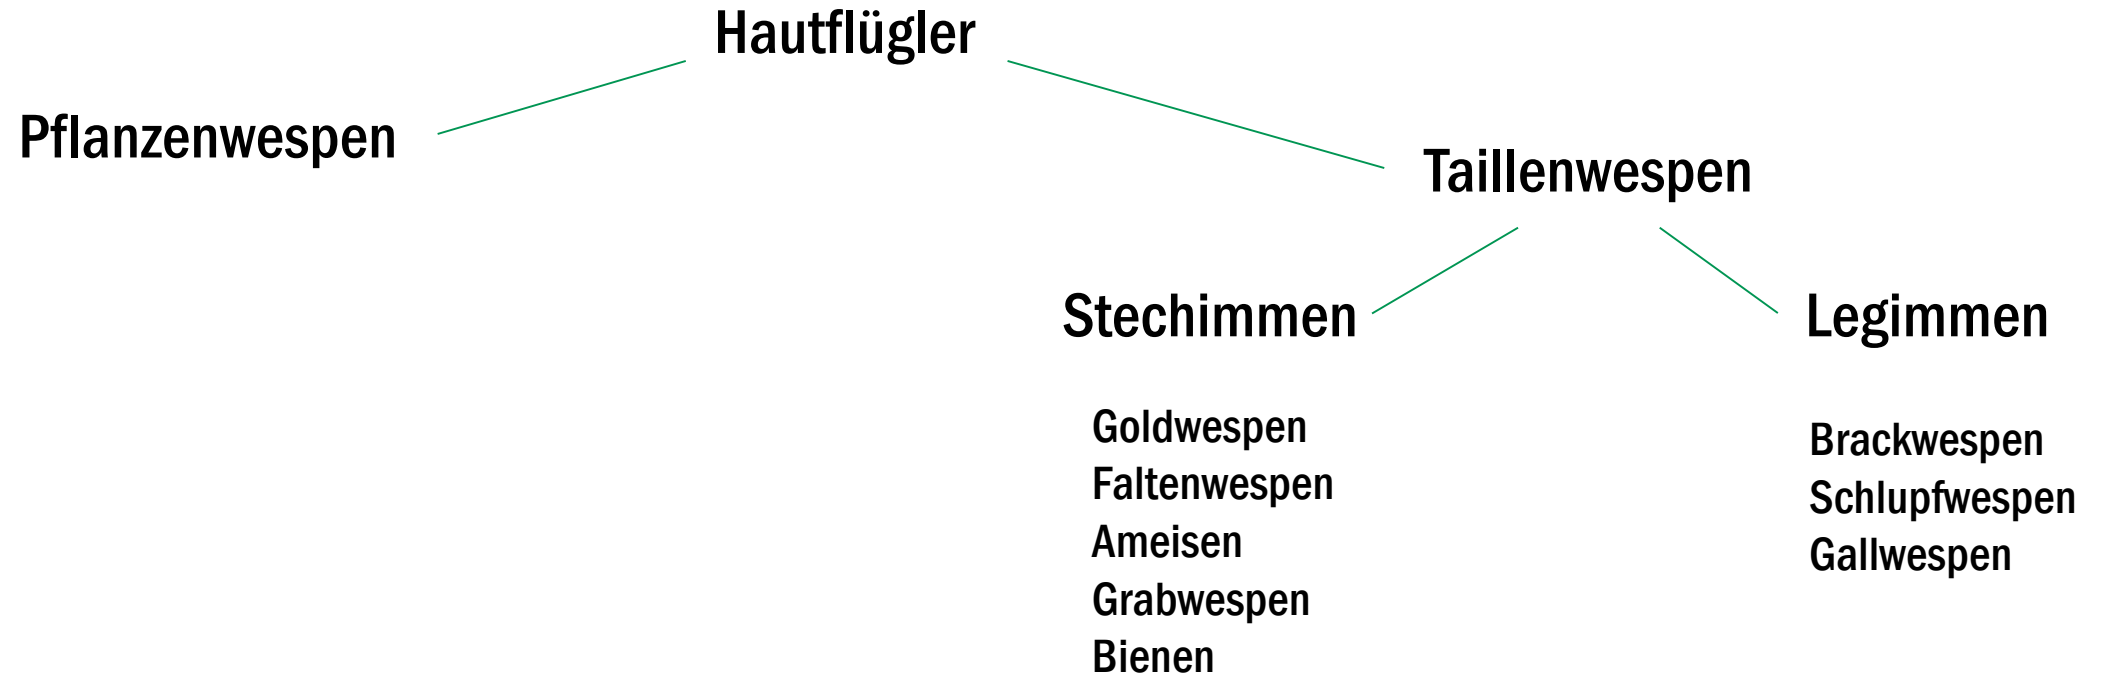 Hautflügler
Pflanzenwespen
Taillenwespen
Stechimmen
Legimmen
Goldwespen
Faltenwespen
Ameisen
Grabwespen
Bienen
Brackwespen
Schlupfwespen
Gallwespen